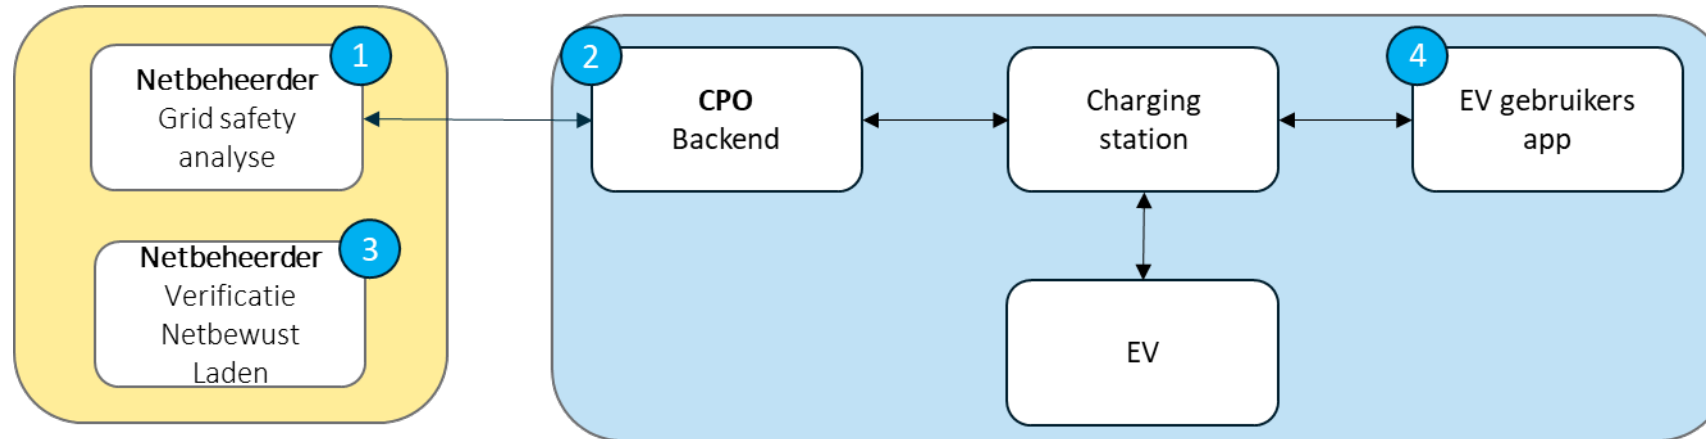 1
Netbeheerder
Grid safety
analyse
2
CPO
Backend
Charging
station
4
EV gebruikers
app
3
Netbeheerder
Verificatie
Netbewust
Laden
EV